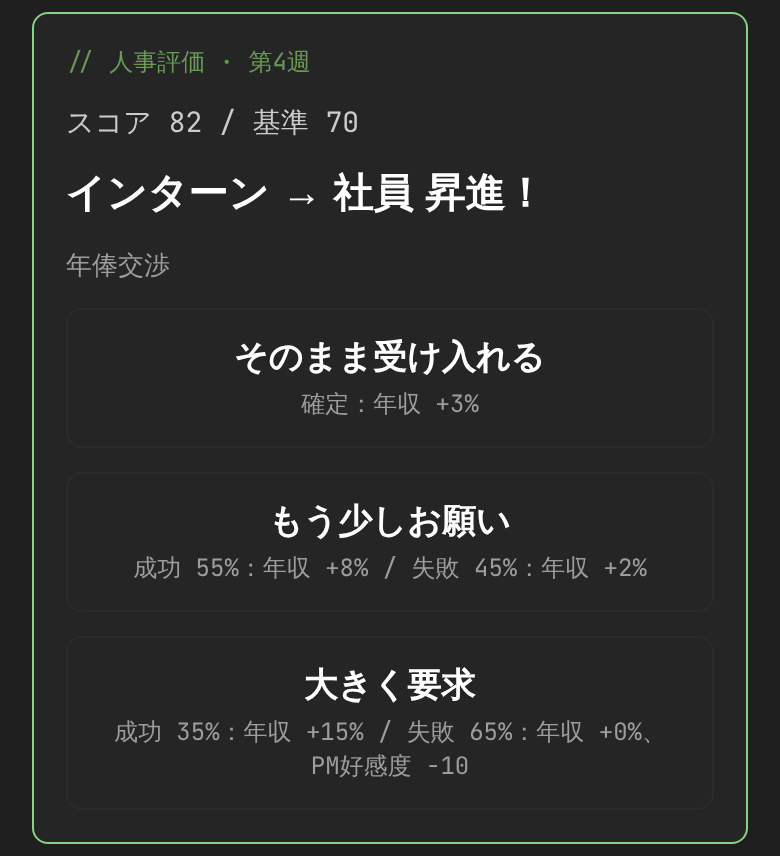 // 人事評価 · 第4週
スコア 82 / 基準 70
インターン → 社員 昇進！
年俸交渉
そのまま受け入れる
確定：年収 +3%
もう少しお願い
成功 55%：年収 +8% / 失敗 45%：年収 +2%
大きく要求
成功 35%：年収 +15% / 失敗 65%：年収 +0%、
PM好感度 -10